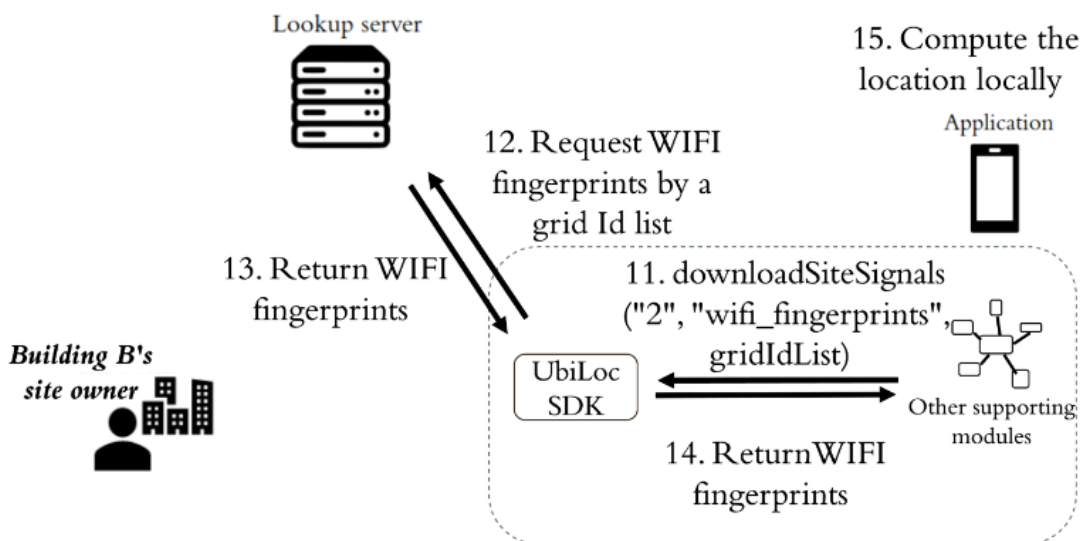 Lookup server
15. Compute the
location locally
Application
12. Request WIFI
fingerprints by a
grid Id list
13. Return WIFI
fingerprints
11. downloadSiteSignals
("2", "wifi_fingerprints",
gridIdList)
Building B's
site owner
UbiLoc
SDK
Other supporting
modules
14. ReturnWIFI
fingerprints